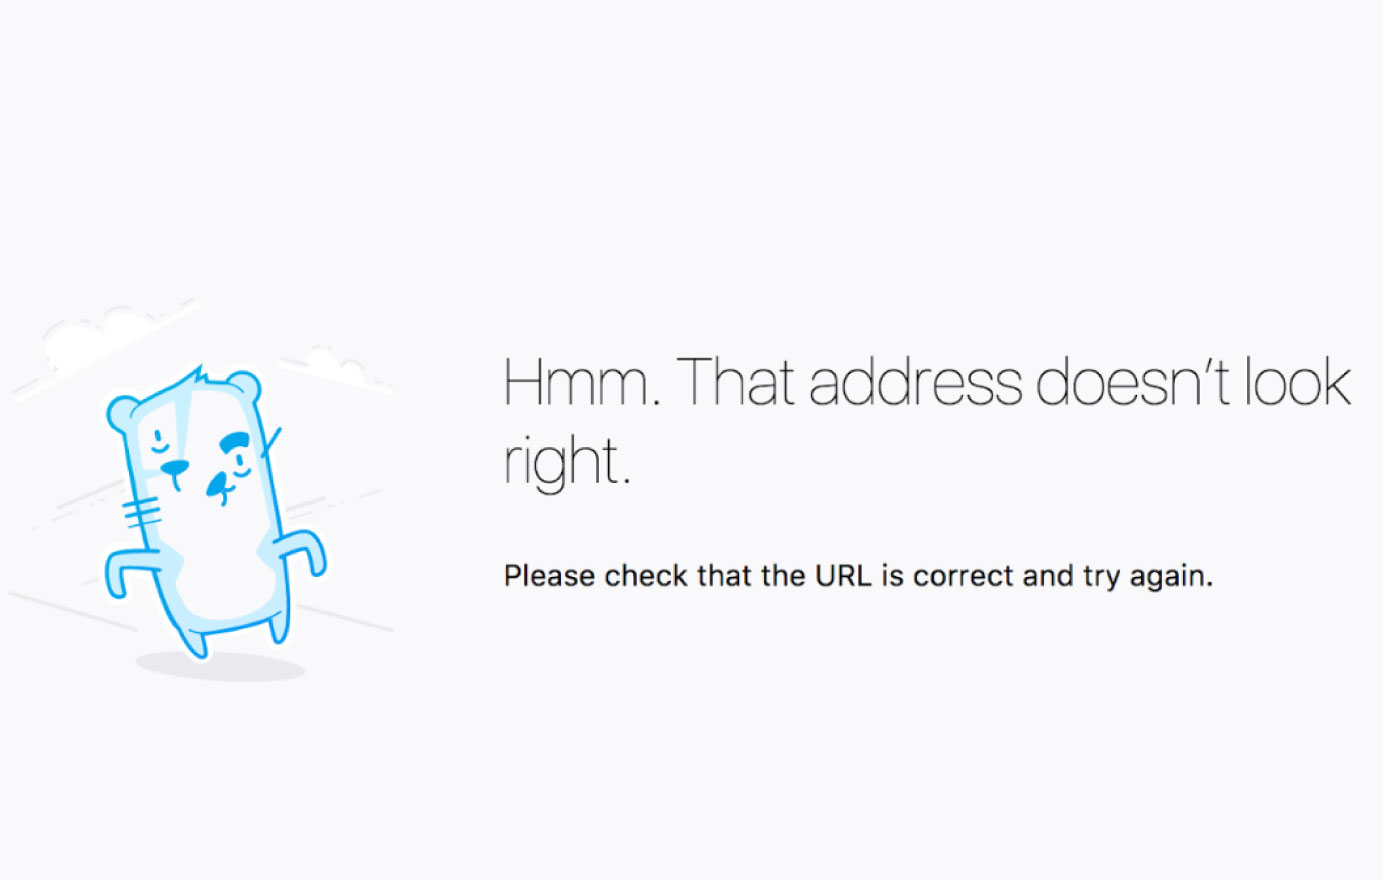 Hmm. That address doesn’t look
right.
Please check that the URL is correct and try again.